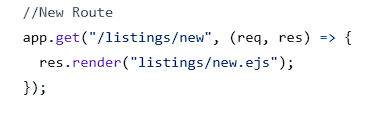 //New Route
app.get("/listings/new", (req, res) => {
  res.render("listings/new.ejs");
});